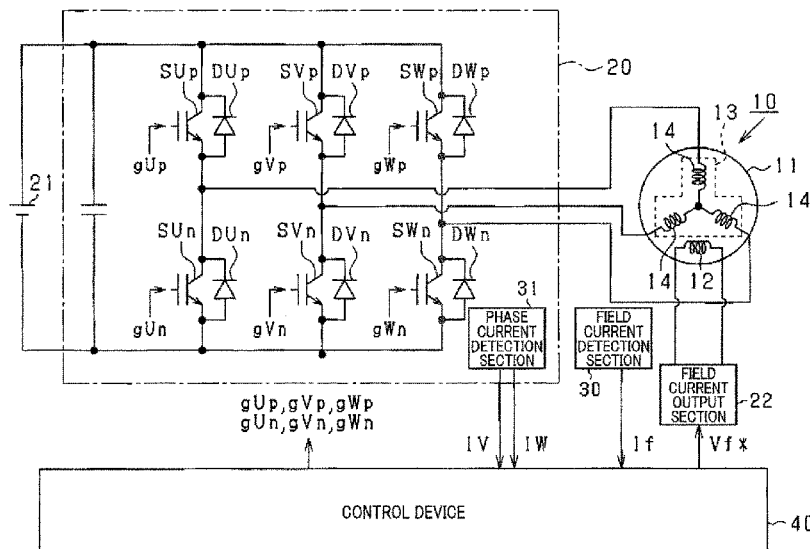 20
10
SUp DUp SVp DVp SWp DWp
13
14
11
gUp gVp gWp
21
14
SUn DUn SVn DVn SWn DWn
14 12
31
gUn gVn gWn
PHASE
CURRENT
DETECTION
SECTION
FIELD
CURRENT
DETECTION
SECTION
30
FIELD
CURRENT
OUTPUT
SECTION
22
gUp,gVp,gWp
gUn,gVn,gWn
IV IW If Vf*
CONTROL DEVICE
40